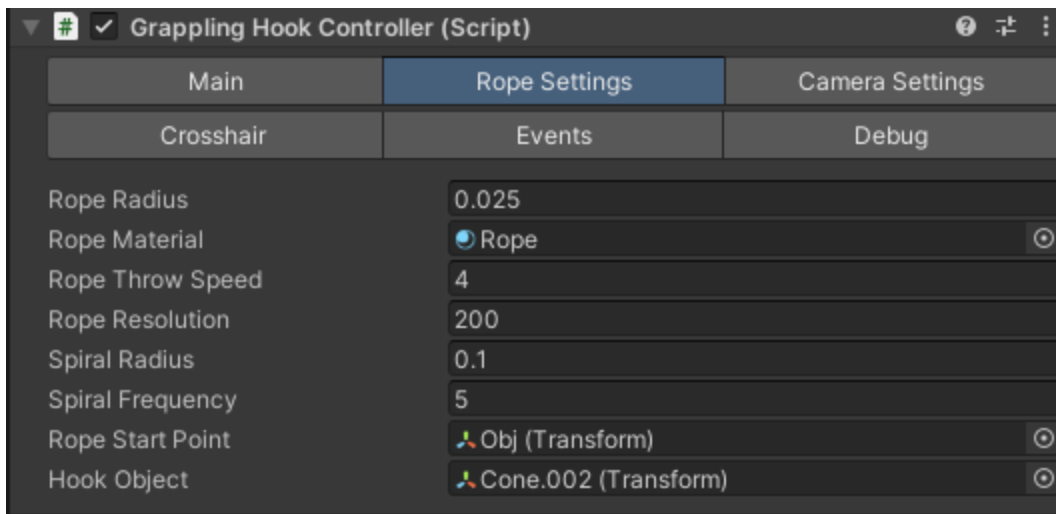 Grappling Hook Controller (Script)
Main Rope Settings Camera Settings
Crosshair Events Debug
Rope Radius 0.025
Rope Material Rope
Rope Throw Speed 4
Rope Resolution 200
Spiral Radius 0.1
Spiral Frequency 5
Rope Start Point Obj (Transform)
Hook Object Cone.002 (Transform)